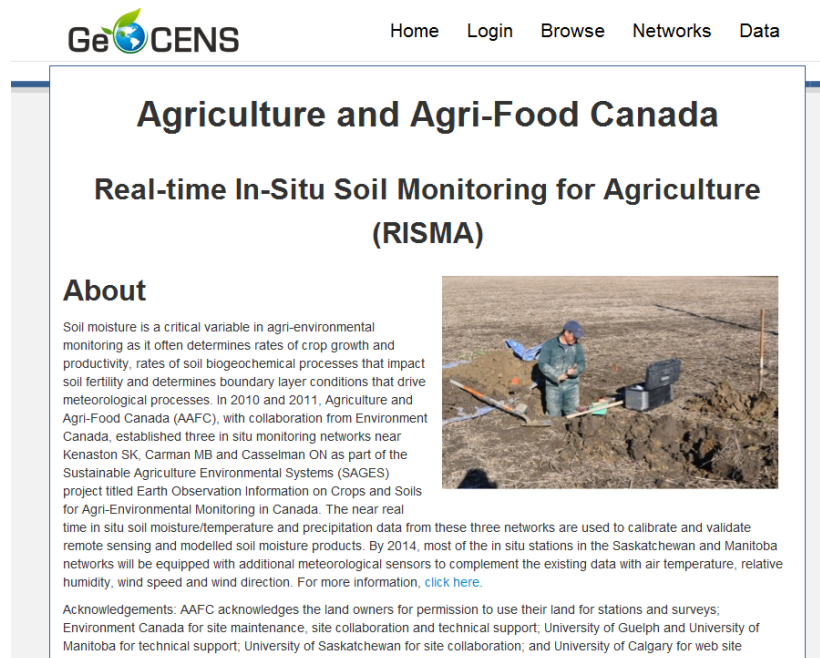 GeoCENS
Home Login Browse Networks Data
Agriculture and Agri-Food Canada
Real-time In-Situ Soil Monitoring for Agriculture
(RISMA)
About
Soil moisture is a critical variable in agri-environmental
monitoring as it often determines rates of crop growth and
productivity, rates of soil biogeochemical processes that impact
soil fertility and determines boundary layer conditions that drive
meteorological processes. In 2010 and 2011, Agriculture and
Agri-Food Canada (AAFC), with collaboration from Environment
Canada, established three in situ monitoring networks near
Kenaston SK, Carman MB and Casselman ON as part of the
Sustainable Agriculture Environmental Systems (SAGES)
project titled Earth Observation Information on Crops and Soils
for Agri-Environmental Monitoring in Canada. The near real
time in situ soil moisture/temperature and precipitation data from these three networks are used to calibrate and validate
remote sensing and modelled soil moisture products. By 2014, most of the in situ stations in the Saskatchewan and Manitoba
networks will be equipped with additional meteorological sensors to complement the existing data with air temperature, relative
humidity, wind speed and wind direction. For more information, click here.
Acknowledgements: AAFC acknowledges the land owners for permission to use their land for stations and surveys;
Environment Canada for site maintenance, site collaboration and technical support; University of Guelph and University of
Manitoba for technical support; University of Saskatchewan for site collaboration; and University of Calgary for web site